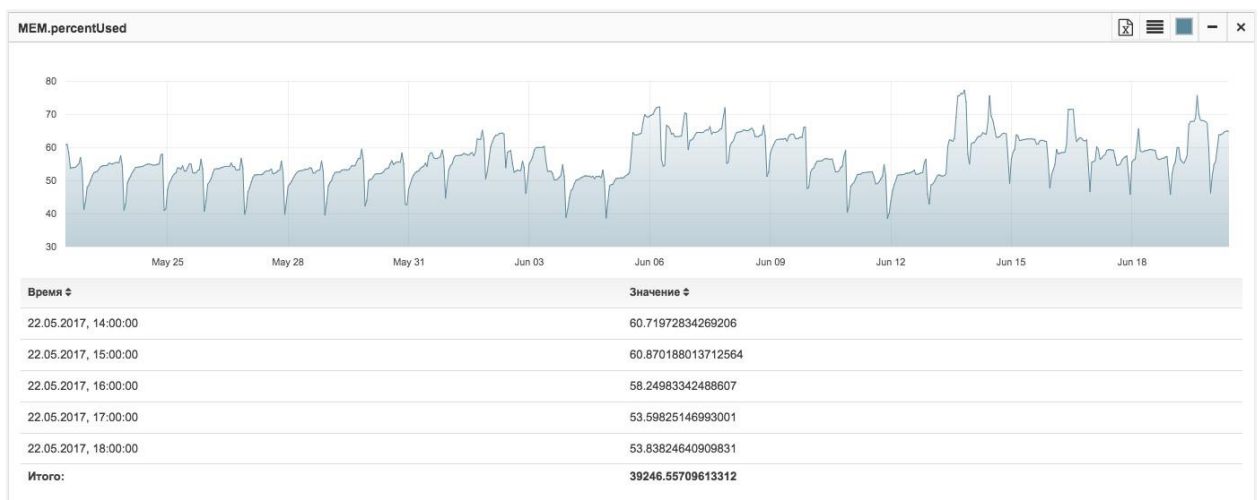 MEM.percentUsed
80
70
60
50
40
30
May 25 May 28 May 31 Jun 03 Jun 06 Jun 09 Jun 12 Jun 15 Jun 18
Время Значение
22.05.2017, 14:00:00 60.71972834269206
22.05.2017, 15:00:00 60.870188013712564
22.05.2017, 16:00:00 58.24983342488607
22.05.2017, 17:00:00 53.59825146993001
22.05.2017, 18:00:00 53.83824640909831
Итого: 39246.55709613312